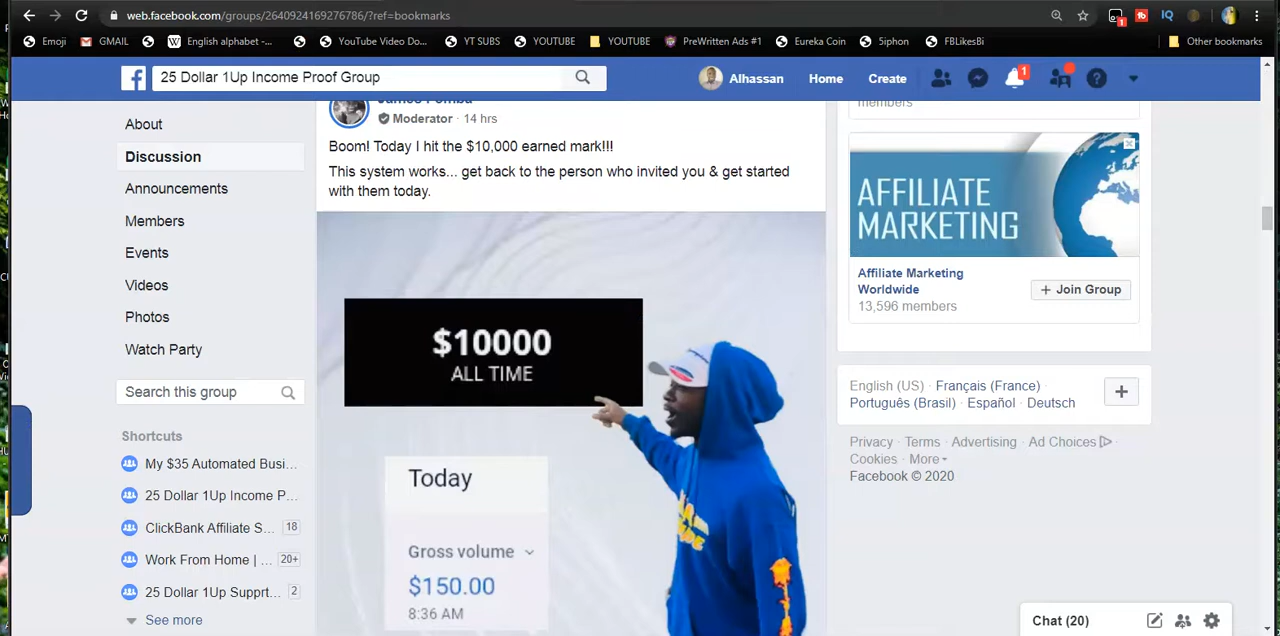 web.facebook.com/groups/2640924169276786/?ref=bookmarks
IQ
1
Emoji
GMAIL
English alphabet -...
YouTube Video Do...
YT SUBS
YOUTUBE
YOUTUBE
PreWritten Ads #1
Eureka Coin
5iphon
FBLikesBi
Other bookmarks
25 Dollar 1Up Income Proof Group
Alhassan
Home
Create
1
About
Discussion
Announcements
Members
Events
Videos
Photos
Watch Party
Search this group
Shortcuts
My $35 Automated Busi...
25 Dollar 1Up Income P...
ClickBank Affiliate S... 18
Work From Home | ... 20+
25 Dollar 1Up Supprt... 2
See more
Moderator · 14 hrs
Boom! Today I hit the $10,000 earned mark!!!
This system works... get back to the person who invited you & get started
with them today.
$10000
ALL TIME
Today
Gross volume
$150.00
8:36 AM
members
AFFILIATE
MARKETING
Affiliate Marketing
Worldwide
13,596 members
+ Join Group
English (US) · Français (France) ·
Português (Brasil) · Español · Deutsch
Privacy · Terms · Advertising · Ad Choices ·
Cookies · More
Facebook © 2020
Chat (20)